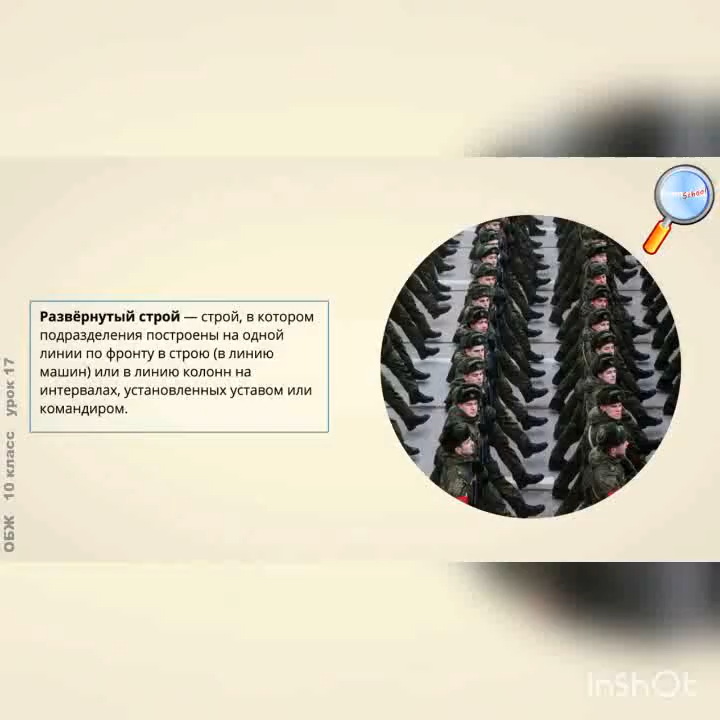 Развёрнутый строй — строй, в котором
подразделения построены на одной
линии по фронту в строю (в линию
машин) или в линию колонн на
интервалах, установленных уставом или
командиром.
ОБЖ 10 класс урок 17
School
InShOt